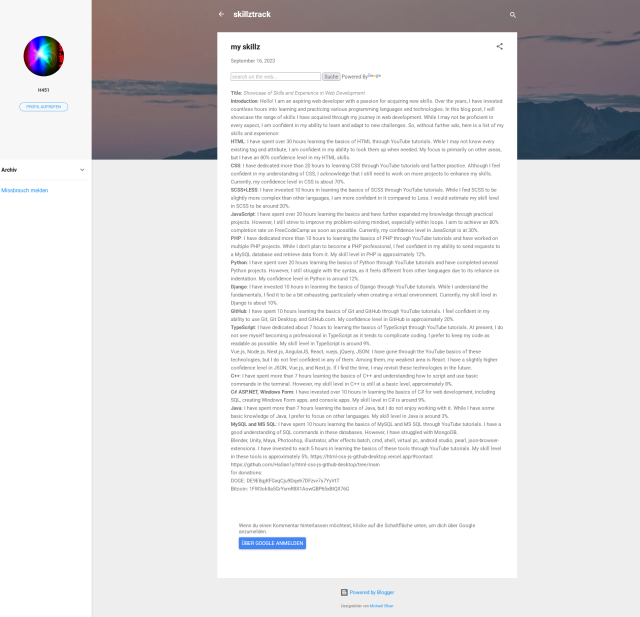 skillztrack
H4S1
PROFIL AUFRUFEN
Archiv
Missbrauch melden
my skillz
September 16, 2023
search on the web...
Suche
Powered By Google
Title: Showcase of Skills and Experience in Web Development
Introduction: Hello! I am an aspiring web developer with a passion for acquiring new skills. Over the years, I have invested
countless hours into learning and practicing various programming languages and technologies. In this blog post, I will
showcase the range of skills I have acquired through my journey in web development. While I may not be proficient in
every aspect, I am confident in my ability to learn and adapt to new challenges. So, without further ado, here is a list of my
skills and experience:
HTML: I have spent over 30 hours learning the basics of HTML through YouTube tutorials. While I may not know every
existing tag and attribute, I am confident in my ability to look them up when needed. My focus is primarily on other areas,
but I have an 80% confidence level in my HTML skills.
CSS: I have dedicated more than 20 hours to learning CSS through YouTube tutorials and further practice. Although I feel
confident in my understanding of CSS, I acknowledge that I still need to work on more projects to enhance my skills.
Currently, my confidence level in CSS is about 70%.
SCSS+LESS: I have invested 10 hours in learning the basics of SCSS through YouTube tutorials. While I find SCSS to be
slightly more complex than other languages, I am more confident in it compared to Less. I would estimate my skill level
in SCSS to be around 20%.
JavaScript: I have spent over 20 hours learning the basics and have further expanded my knowledge through practical
projects. However, I still strive to improve my problem-solving mindset, especially within loops. I aim to achieve an 80%
completion rate on FreeCodeCamp as soon as possible. Currently, my confidence level in JavaScript is at 30%.
PHP: I have dedicated more than 10 hours to learning the basics of PHP through YouTube tutorials and have worked on
multiple PHP projects. While I don't plan to become a PHP professional, I feel confident in my ability to send requests to
a MySQL database and retrieve data from it. My skill level in PHP is approximately 12%.
Python: I have spent over 20 hours learning the basics of Python through YouTube tutorials and have completed several
Python projects. However, I still struggle with the syntax, as it feels different from other languages due to its reliance on
indentation. My confidence level in Python is around 12%.
Django: I have invested 10 hours in learning the basics of Django through YouTube tutorials. While I understand the
fundamentals, I find it to be a bit exhausting, particularly when creating a virtual environment. Currently, my skill level in
Django is about 10%.
GitHub: I have spent 10 hours learning the basics of Git and GitHub through YouTube tutorials. I feel confident in my
ability to use Git, Git Desktop, and GitHub.com. My confidence level in GitHub is approximately 20%.
TypeScript: I have dedicated about 7 hours to learning the basics of TypeScript through YouTube tutorials. At present, I do
not see myself becoming a professional in TypeScript as it tends to complicate coding. I prefer to keep my code as
readable as possible. My skill level in TypeScript is around 9%.
Vue.js, Node.js, Next.js, AngularJS, React, vuejs, jQuery, JSON: I have gone through the YouTube basics of these
technologies, but I do not feel confident in any of them. Among them, my weakest area is React. I have a slightly higher
confidence level in JSON, Vue.js, and Next.js. If I find the time, I may revisit these technologies in the future.
C++: I have spent more than 7 hours learning the basics of C++ and understanding how to script and use basic
commands in the terminal. However, my skill level in C++ is still at a basic level, approximately 8%.
C# ASP.NET, Windows Form: I have invested over 10 hours in learning the basics of C# for web development, including
SQL, creating Windows Form apps, and console apps. My skill level in C# is around 9%.
Java: I have spent more than 7 hours learning the basics of Java, but I do not enjoy working with it. While I have some
basic knowledge of Java, I prefer to focus on other languages. My skill level in Java is around 3%.
MySQL and MS SQL: I have spent 10 hours learning the basics of MySQL and MS SQL through YouTube tutorials. I have a
good understanding of SQL commands in these databases. However, I have struggled with MongoDB.
Blender, Unity, Maya, Photoshop, illustrator, after effects batch, cmd, shell, virtual pc, android studio, pearl, json-browser-
extensions. I have invested to each 5 hours in learning the basics of these tools through YouTube tutorials. My skill level
in these tools is approximately 5%.
for donations:
DOGE:
Bitcoin:
Wenn du einen Kommentar hinterlassen möchtest, klicke auf die Schaltfläche unten, um dich über Google
anzumelden.
ÜBER GOOGLE ANMELDEN
Powered by Blogger
Designbilder von Michael Elkan